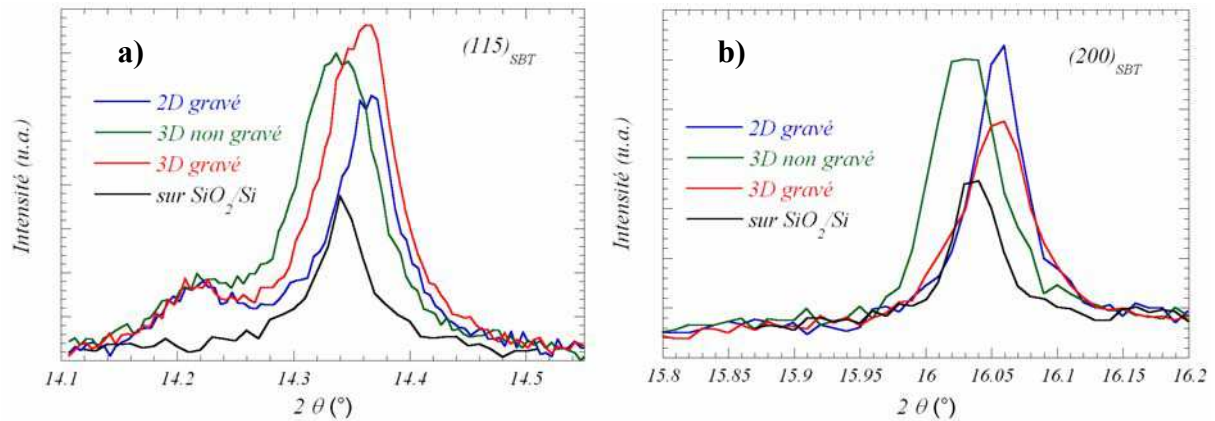 a)
(115)SBT
2D gravé
3D non gravé
3D gravé
sur SiO2/Si
Intensité (u.a.)
14.1 14.2 14.3 14.4 14.5
2 θ (°)
b)
(200)SBT
2D gravé
3D non gravé
3D gravé
sur SiO2/Si
Intensité (u.a.)
15.8 15.85 15.9 15.95 16 16.05 16.1 16.15 16.2
2 θ (°)